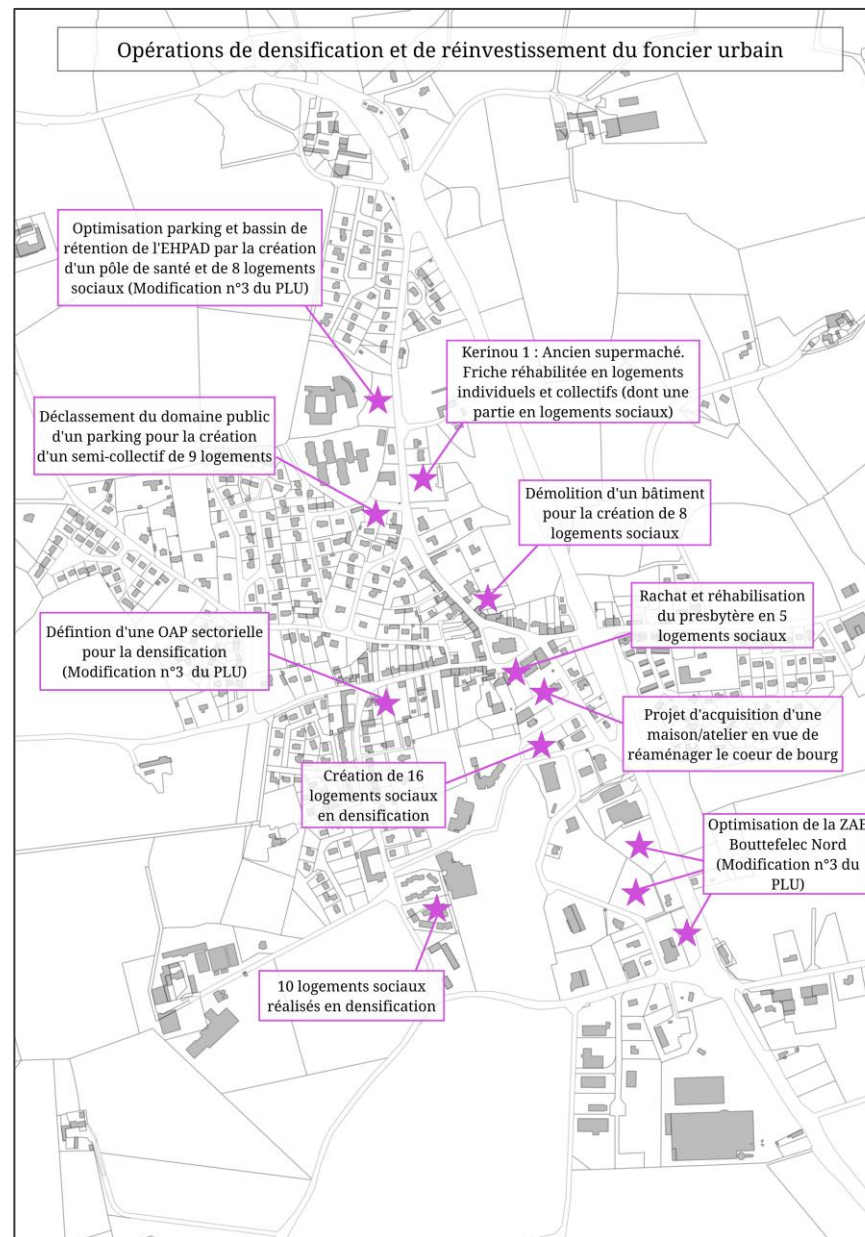 Opérations de densification et de réinvestissement du foncier urbain
Optimisation parking et bassin de
rétention de l'EHPAD par la création
d'un pôle de santé et de 8 logements
sociaux (Modification n°3 du PLU)
Kerinou 1 : Ancien supermaché.
Friche réhabilitée en logements
individuels et collectifs (dont une
partie en logements sociaux)
Déclassement du domaine public
d'un parking pour la création
d'un semi-collectif de 9 logements
Démolition d'un bâtiment
pour la création de 8
logements sociaux
Rachat et réhabilisation
du presbytère en 5
logements sociaux
Défintion d'une OAP sectorielle
pour la densification
(Modification n°3 du PLU)
Projet d'acquisition d'une
maison/atelier en vue de
réaménager le coeur de bourg
Création de 16
logements sociaux
en densification
Optimisation de la ZAE
Bouttefelec Nord
(Modification n°3 du
PLU)
10 logements sociaux
réalisés en densification